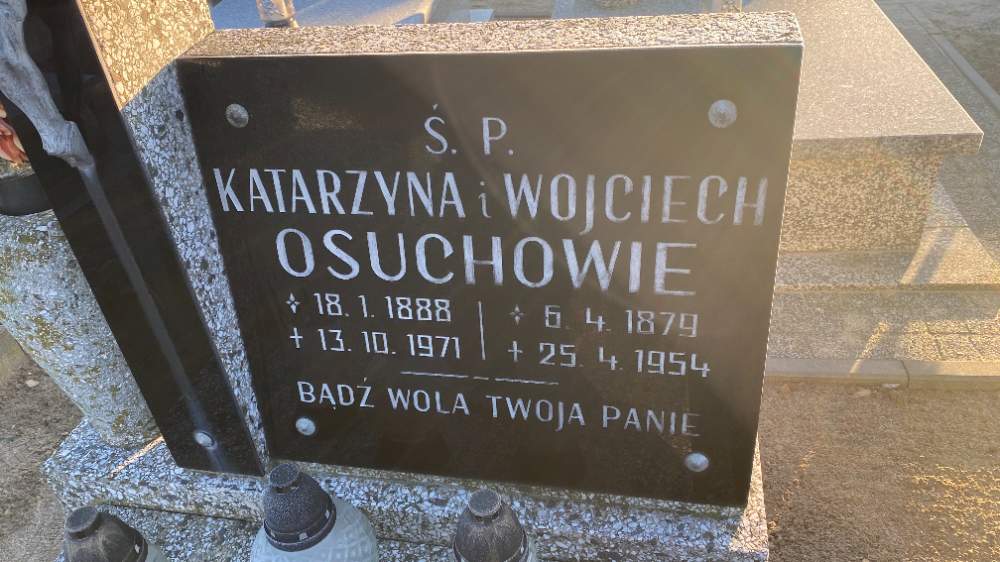 Ś. P.
KATARZYNA i WOJCIECH
OSUCHOWIE
18. 1. 1888 6. 4. 1879
+ 13. 10. 1971 + 25. 4. 1954
BĄDŹ WOLA TWOJA PANIE